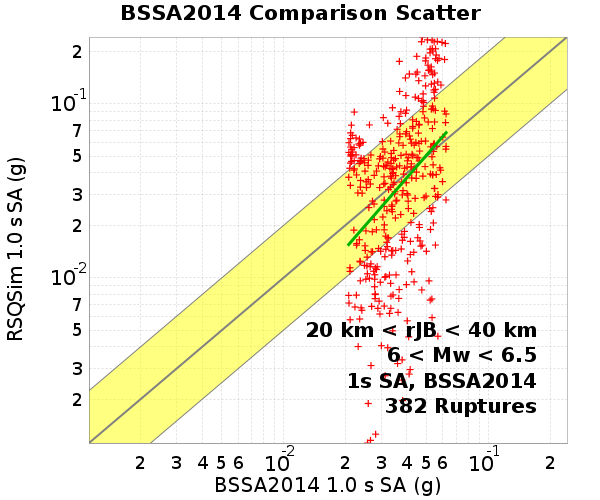 BSSA2014 Comparison Scatter
RSQSim 1.0 s SA (g)
2
10-1
7
5
3
2
10-2
7
5
3
2
20 km < rJB < 40 km
6 < Mw < 6.5
1s SA, BSSA2014
382 Ruptures
2 3 4 5 6 10-2 2 3 4 5 6 10-1 2
BSSA2014 1.0 s SA (g)